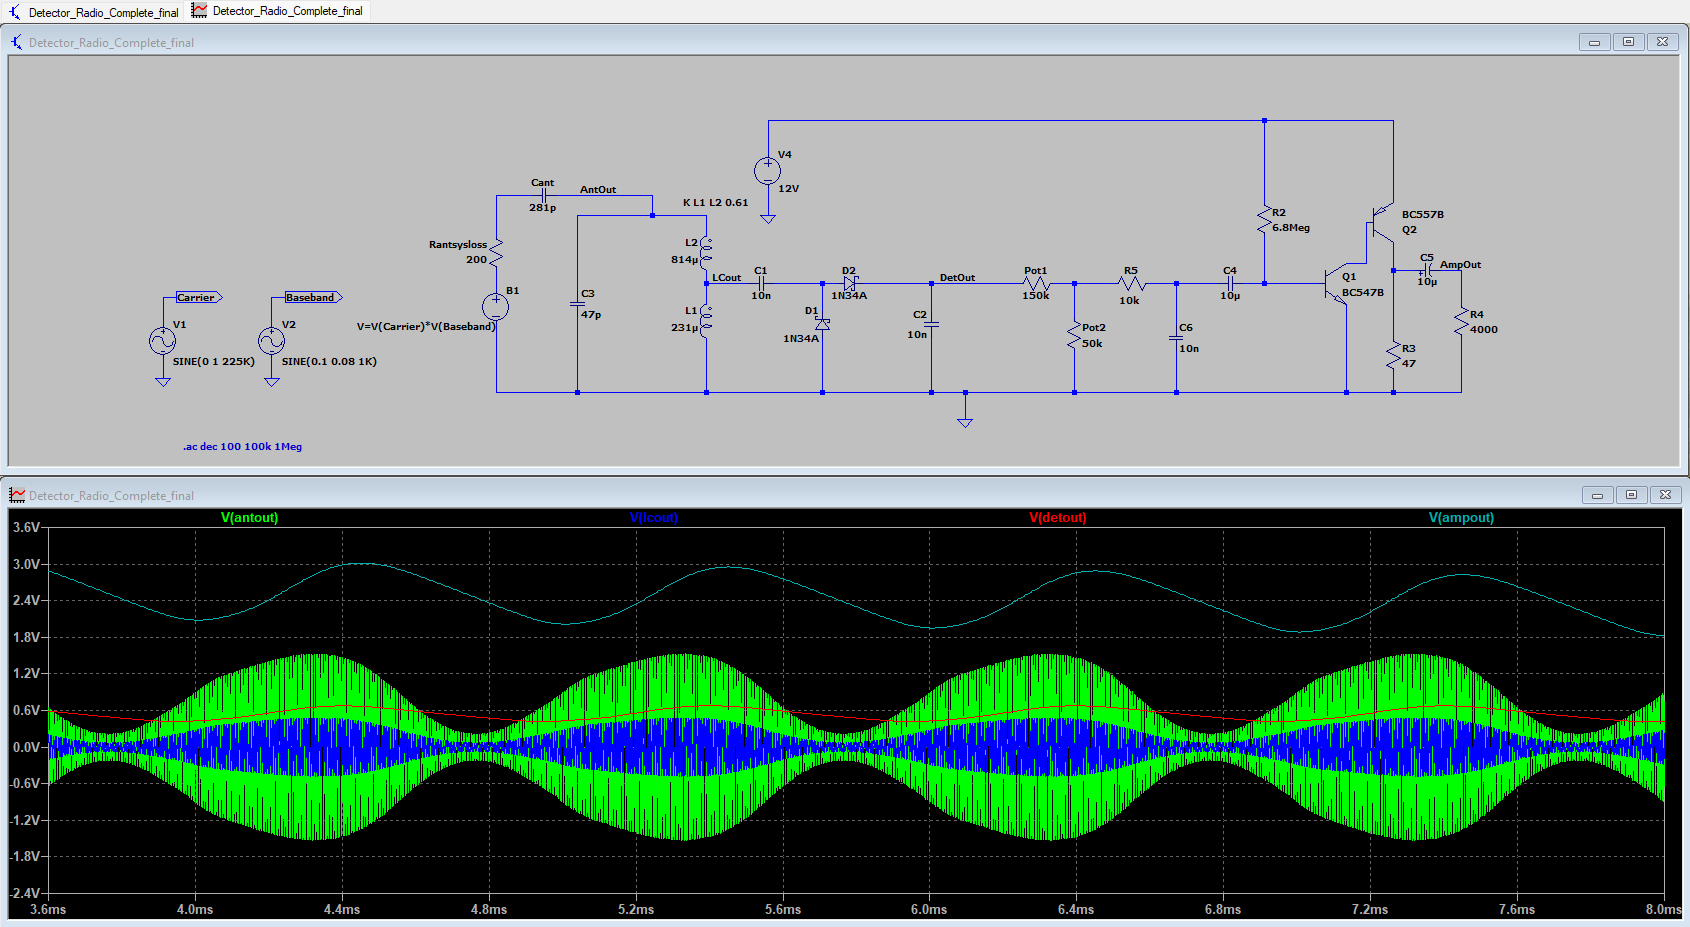 Detector_Radio_Complete_final
Detector_Radio_Complete_final
Detector_Radio_Complete_final
V4
12V
Cant
281p
AntOut
K L1 L2 0.61
Rantsysloss
200
L2
814µ
LCout
C1
10n
D2
1N34A
DetOut
Pot1
150k
R5
10k
C4
10µ
R2
6.8Meg
BC557B
Q2
Q1
BC547B
C5
10µ
AmpOut
Carrier
Baseband
B1
V=V(Carrier)*V(Baseband)
C3
47p
L1
231µ
D1
1N34A
C2
10n
Pot2
50k
C6
10n
R4
4000
R3
47
V1
SINE(0 1 225K)
V2
SINE(0.1 0.08 1K)
.ac dec 100 100k 1Meg
Detector_Radio_Complete_final
V(antout)
V(lcout)
V(detout)
V(ampout)
3.6V
3.0V
2.4V
1.8V
1.2V
0.6V
0.0V
-0.6V
-1.2V
-1.8V
-2.4V
3.6ms
4.0ms
4.4ms
4.8ms
5.2ms
5.6ms
6.0ms
6.4ms
6.8ms
7.2ms
7.6ms
8.0ms